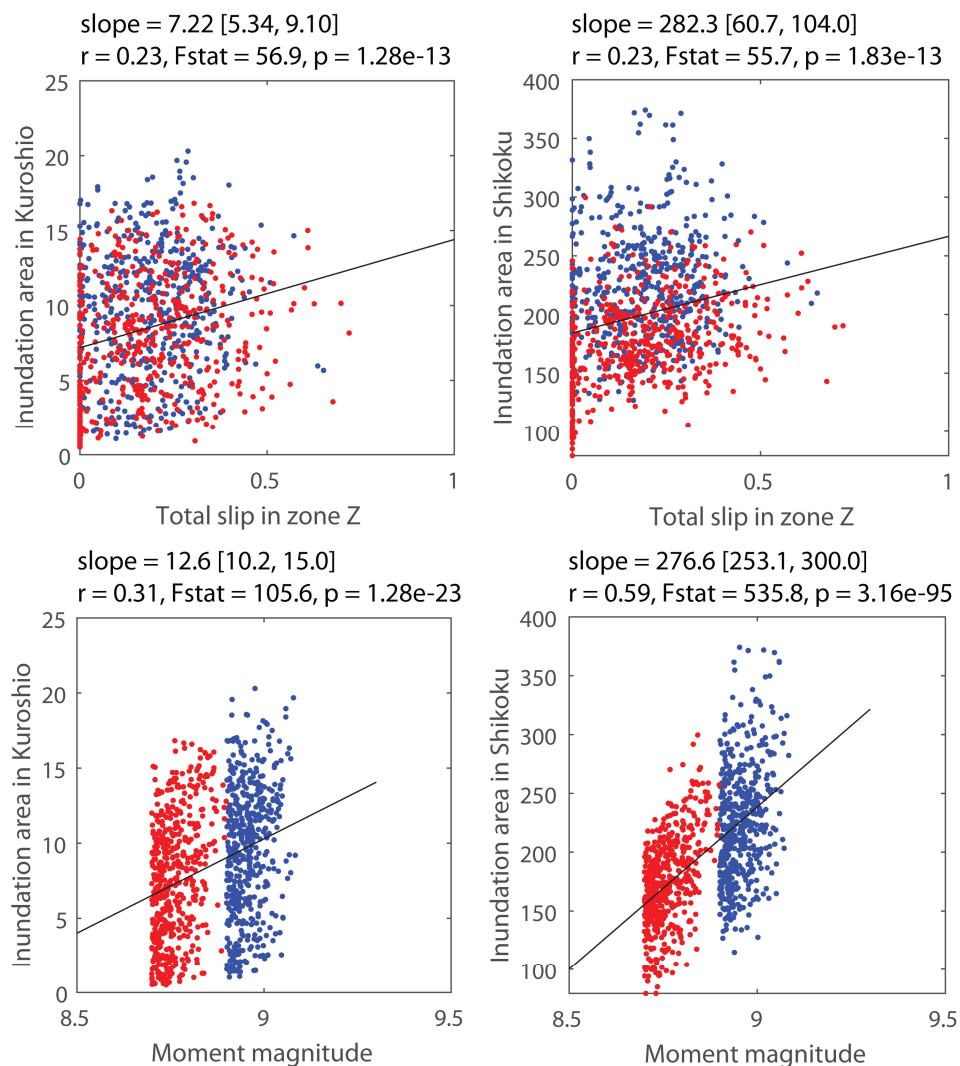 slope = 7.22 [5.34, 9.10]
r = 0.23, Fstat = 56.9, p = 1.28e-13
25
20
15
10
5
0
Inundation area in Kuroshio
0
0.5
1
Total slip in zone Z
slope = 282.3 [60.7, 104.0]
r = 0.23, Fstat = 55.7, p = 1.83e-13
400
350
300
250
200
150
100
Inundation area in Shikoku
0
0.5
1
Total slip in zone Z
slope = 12.6 [10.2, 15.0]
r = 0.31, Fstat = 105.6, p = 1.28e-23
25
20
15
10
5
0
Inundation area in Kuroshio
8.5
9
9.5
Moment magnitude
slope = 276.6 [253.1, 300.0]
r = 0.59, Fstat = 535.8, p = 3.16e-95
400
350
300
250
200
150
100
Inundation area in Shikoku
8.5
9
9.5
Moment magnitude